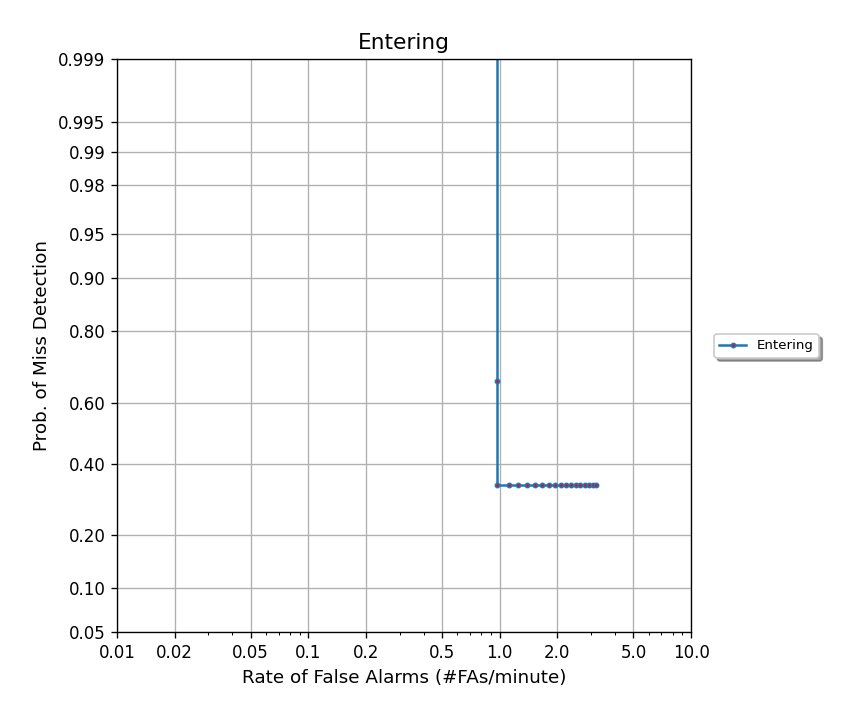 Entering
0.999
0.995
0.99
0.98
0.95
0.90
0.80
0.60
0.40
0.20
0.10
0.05
Prob. of Miss Detection
0.01 0.02 0.05 0.1 0.2 0.5 1.0 2.0 5.0 10.0
Rate of False Alarms (#FAs/minute)
Entering